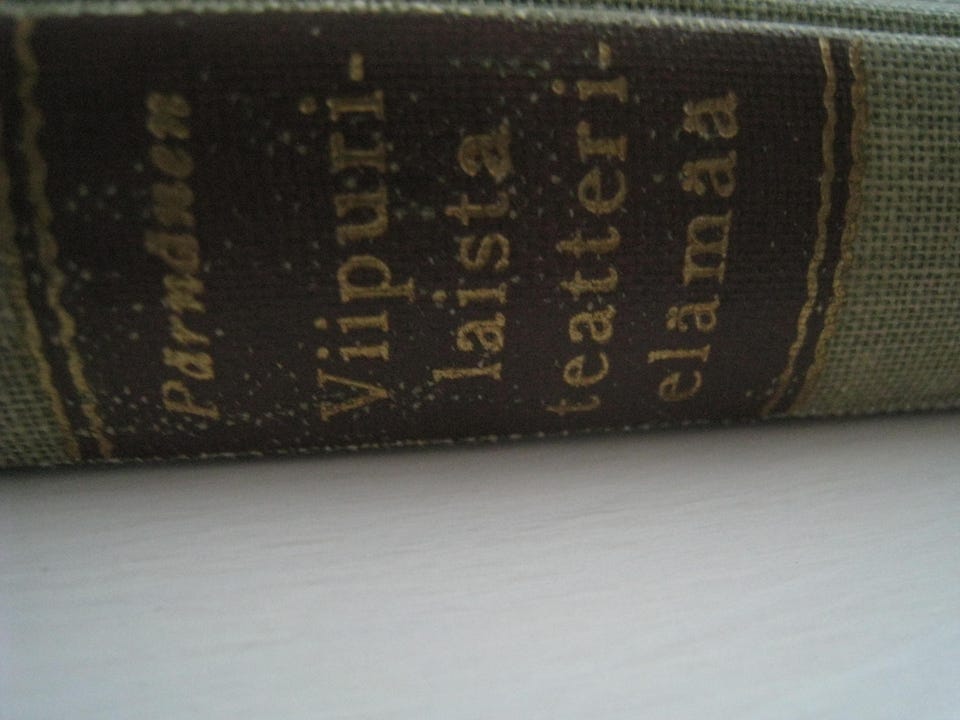 Pärnänen
Viipuri-
laista
teatteri-
elämää